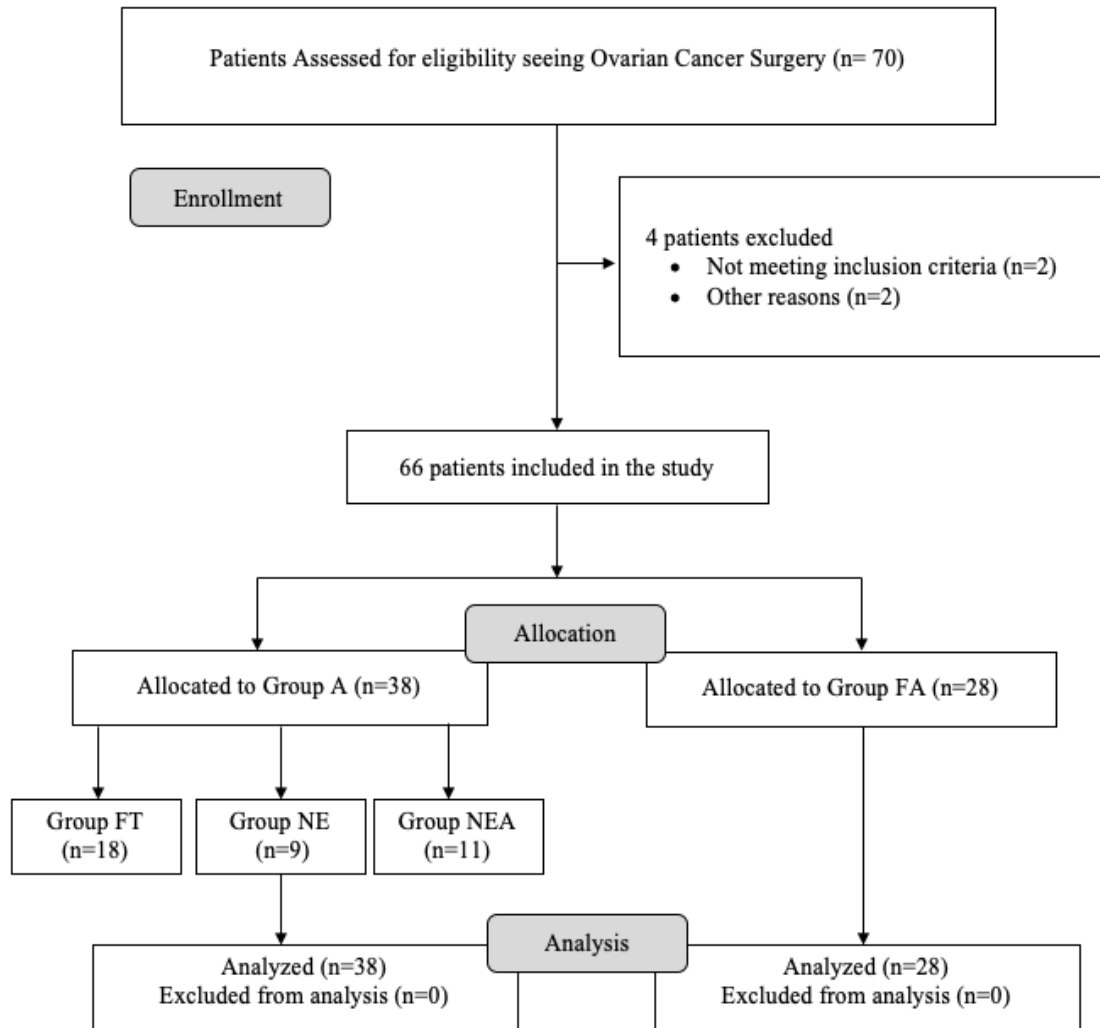 Patients Assessed for eligibility seeing Ovarian Cancer Surgery (n= 70)
Enrollment
4 patients excluded
• Not meeting inclusion criteria (n=2)
• Other reasons (n=2)
66 patients included in the study
Allocation
Allocated to Group A (n=38)
Allocated to Group FA (n=28)
Group FT
(n=18)
Group NE
(n=9)
Group NEA
(n=11)
Analysis
Analyzed (n=38)
Excluded from analysis (n=0)
Analyzed (n=28)
Excluded from analysis (n=0)